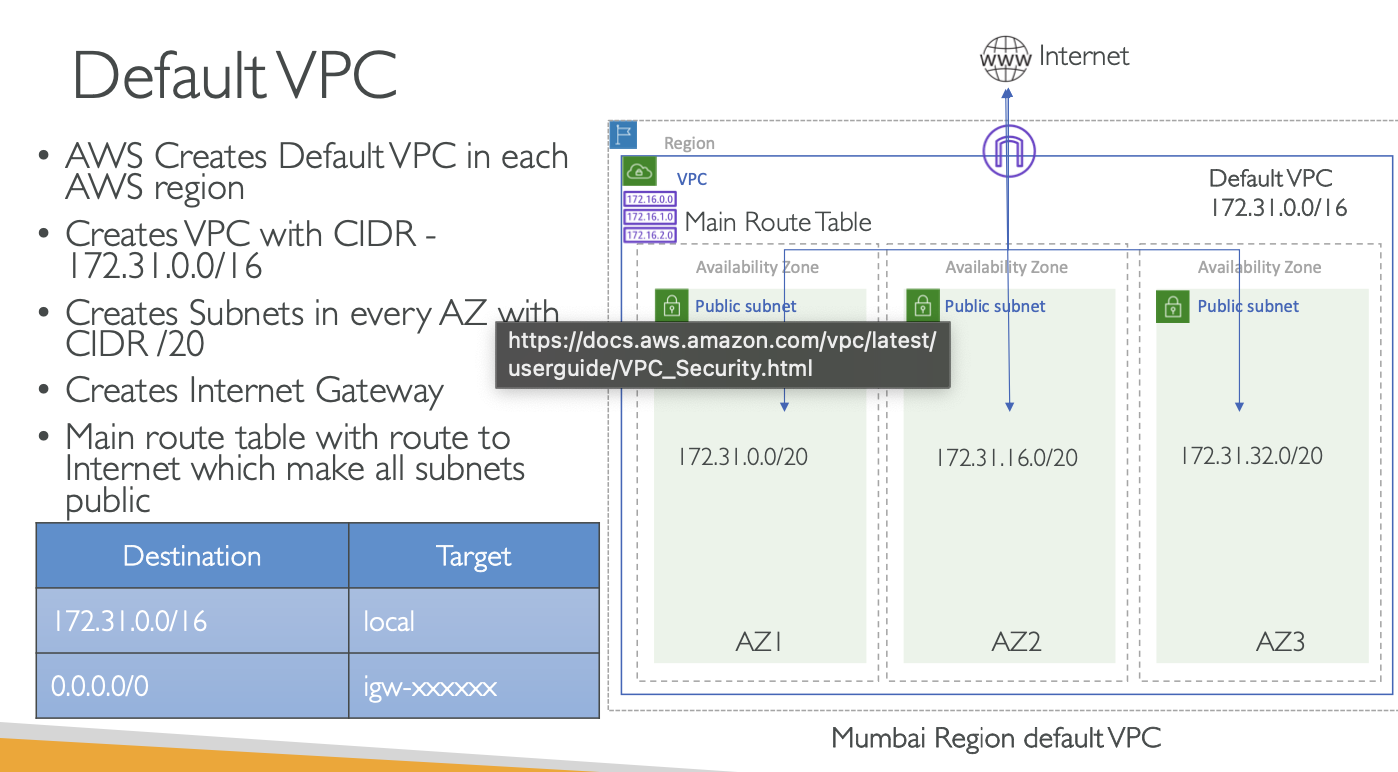 Default VPC
• AWS Creates Default VPC in each
AWS region
• Creates VPC with CIDR -
172.31.0.0/16
• Creates Subnets in every AZ with
CIDR /20
• Creates Internet Gateway
• Main route table with route to
Internet which make all subnets
public
Destination Target
172.31.0.0/16 local
0.0.0.0/0 igw-xxxxxx
https://docs.aws.amazon.com/vpc/latest/
userguide/VPC_Security.html
WWW Internet
Region
VPC
Default VPC
172.31.0.0/16
172.16.0.0
172.16.1.0
172.16.2.0
Main Route Table
Availability Zone Availability Zone Availability Zone
Public subnet Public subnet Public subnet
172.31.0.0/20 172.31.16.0/20 172.31.32.0/20
AZ1 AZ2 AZ3
Mumbai Region default VPC